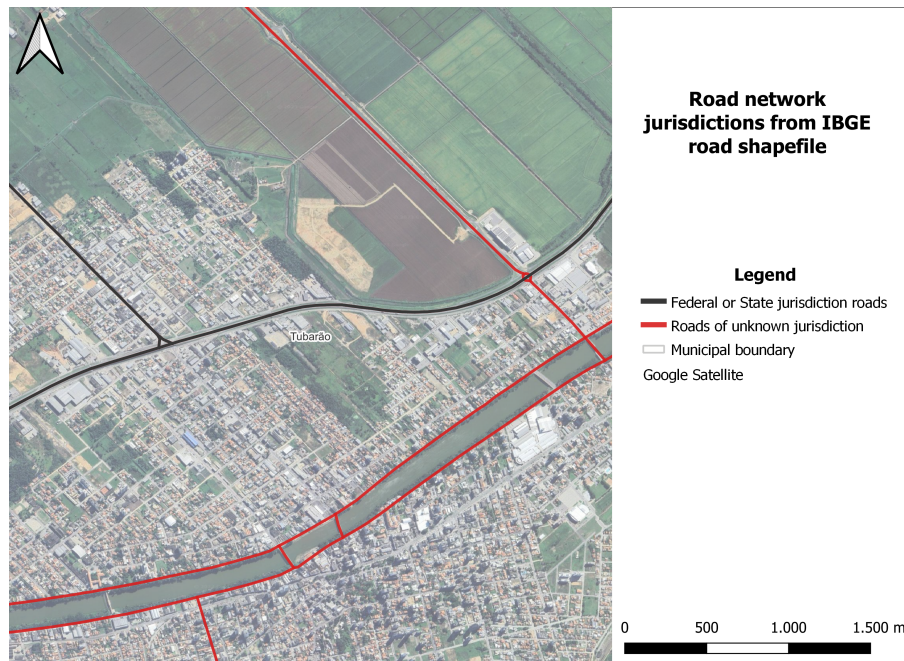 Road network
jurisdictions from IBGE
road shapefile
Legend
Federal or State jurisdiction roads
Roads of unknown jurisdiction
Municipal boundary
Google Satellite
Tubarão
0 500 1.000 1.500 m